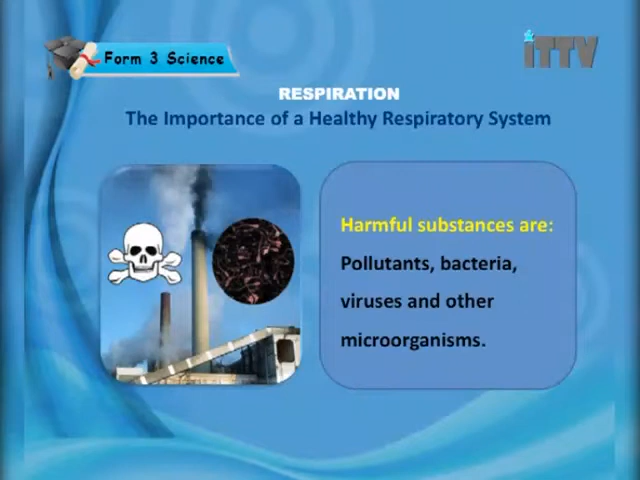 Form 3 Science
iTTV
RESPIRATION
The Importance of a Healthy Respiratory System
Harmful substances are:
Pollutants, bacteria,
viruses and other
microorganisms.